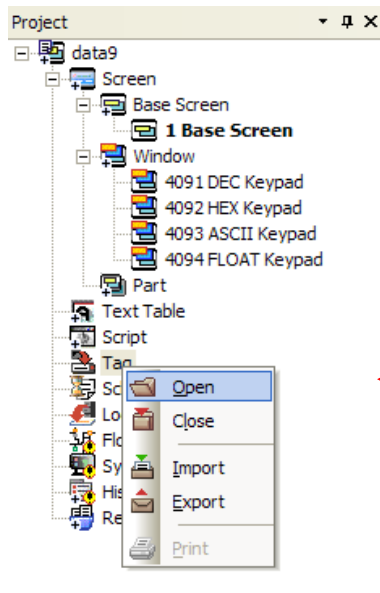 Project
data9
Screen
Base Screen
1 Base Screen
Window
4091 DEC Keypad
4092 HEX Keypad
4093 ASCII Keypad
4094 FLOAT Keypad
Part
Text Table
Script
Tag
Open
Close
Import
Export
Print